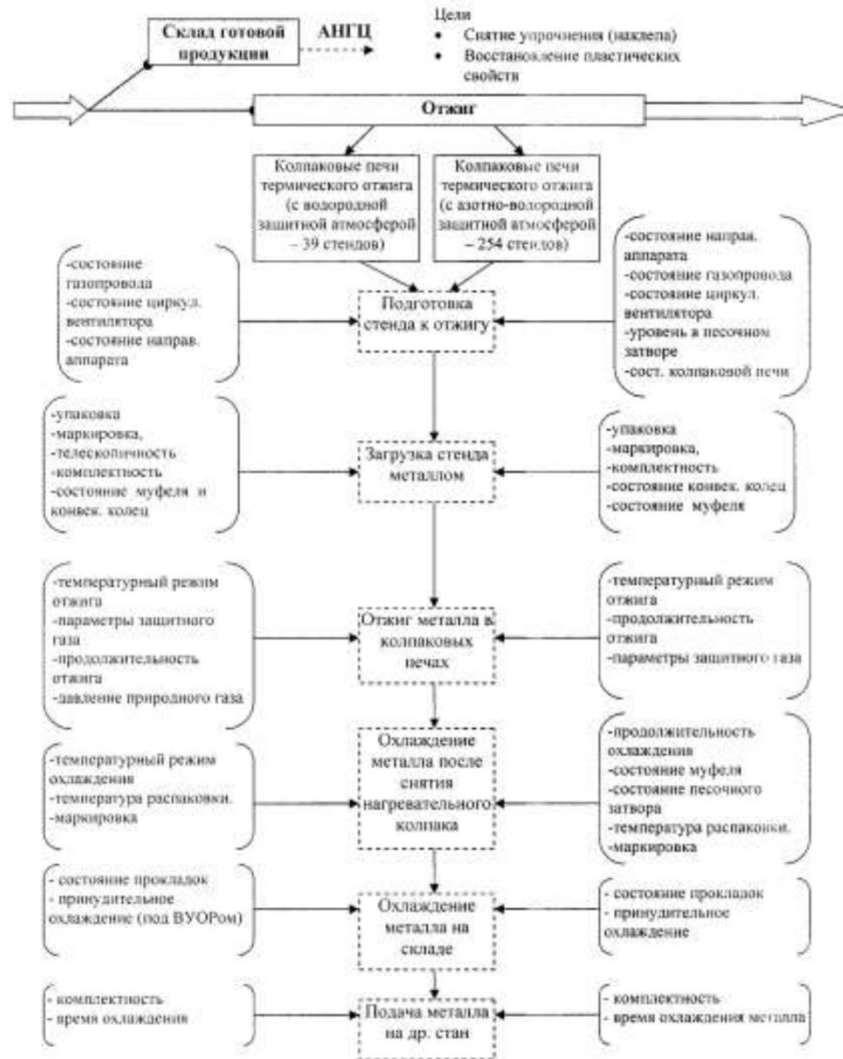 Цели
Склад готовой
продукции
АНГЦ
• Снятие упрочнения (наклепа)
• Восстановление пластических
свойств
Отжиг
Колпаковые печи
термического отжига
(с водородной
защитной атмосферой
– 39 стендов)
Колпаковые печи
термического отжига
(с азотно-водородной
защитной атмосферой
– 254 стендов)
-состояние
газопровода
-состояние циркул.
вентилятора
-состояние направ.
аппарата
Подготовка
стенда к отжигу
-состояние направ.
аппарата
-состояние газопровода
-состояние циркул.
вентилятора
-уровень в песочном
затворе
-сост. колпаковой печи
-упаковка
-маркировка,
-телескопичность
-комплектность
-состояние муфеля и
конвек. колец
Загрузка стенда
металлом
-упаковка
-маркировка,
-комплектность
-состояние конвек. колец
-состояние муфеля
-температурный режим
отжига
-параметры защитного
газа
-продолжительность
отжига
-давление природного газа
Отжиг металла в
колпаковых
печах
-температурный режим
отжига
-продолжительность
отжига
-параметры защитного газа
-температурный режим
охлаждения
-температура распаковки.
-маркировка
Охлаждение
металла после
снятия
нагревательного
колпака
-продолжительность
охлаждения
-состояние муфеля
-состояние песочного
затвора
-температура распаковки.
-маркировка
- состояние прокладок
- принудительное
охлаждение (под ВУОРом)
Охлаждение
металла на
складе
- состояние прокладок
- принудительное
охлаждение
- комплектность
- время охлаждения
Подача металла
на др. стан
- комплектность
- время охлаждения металла